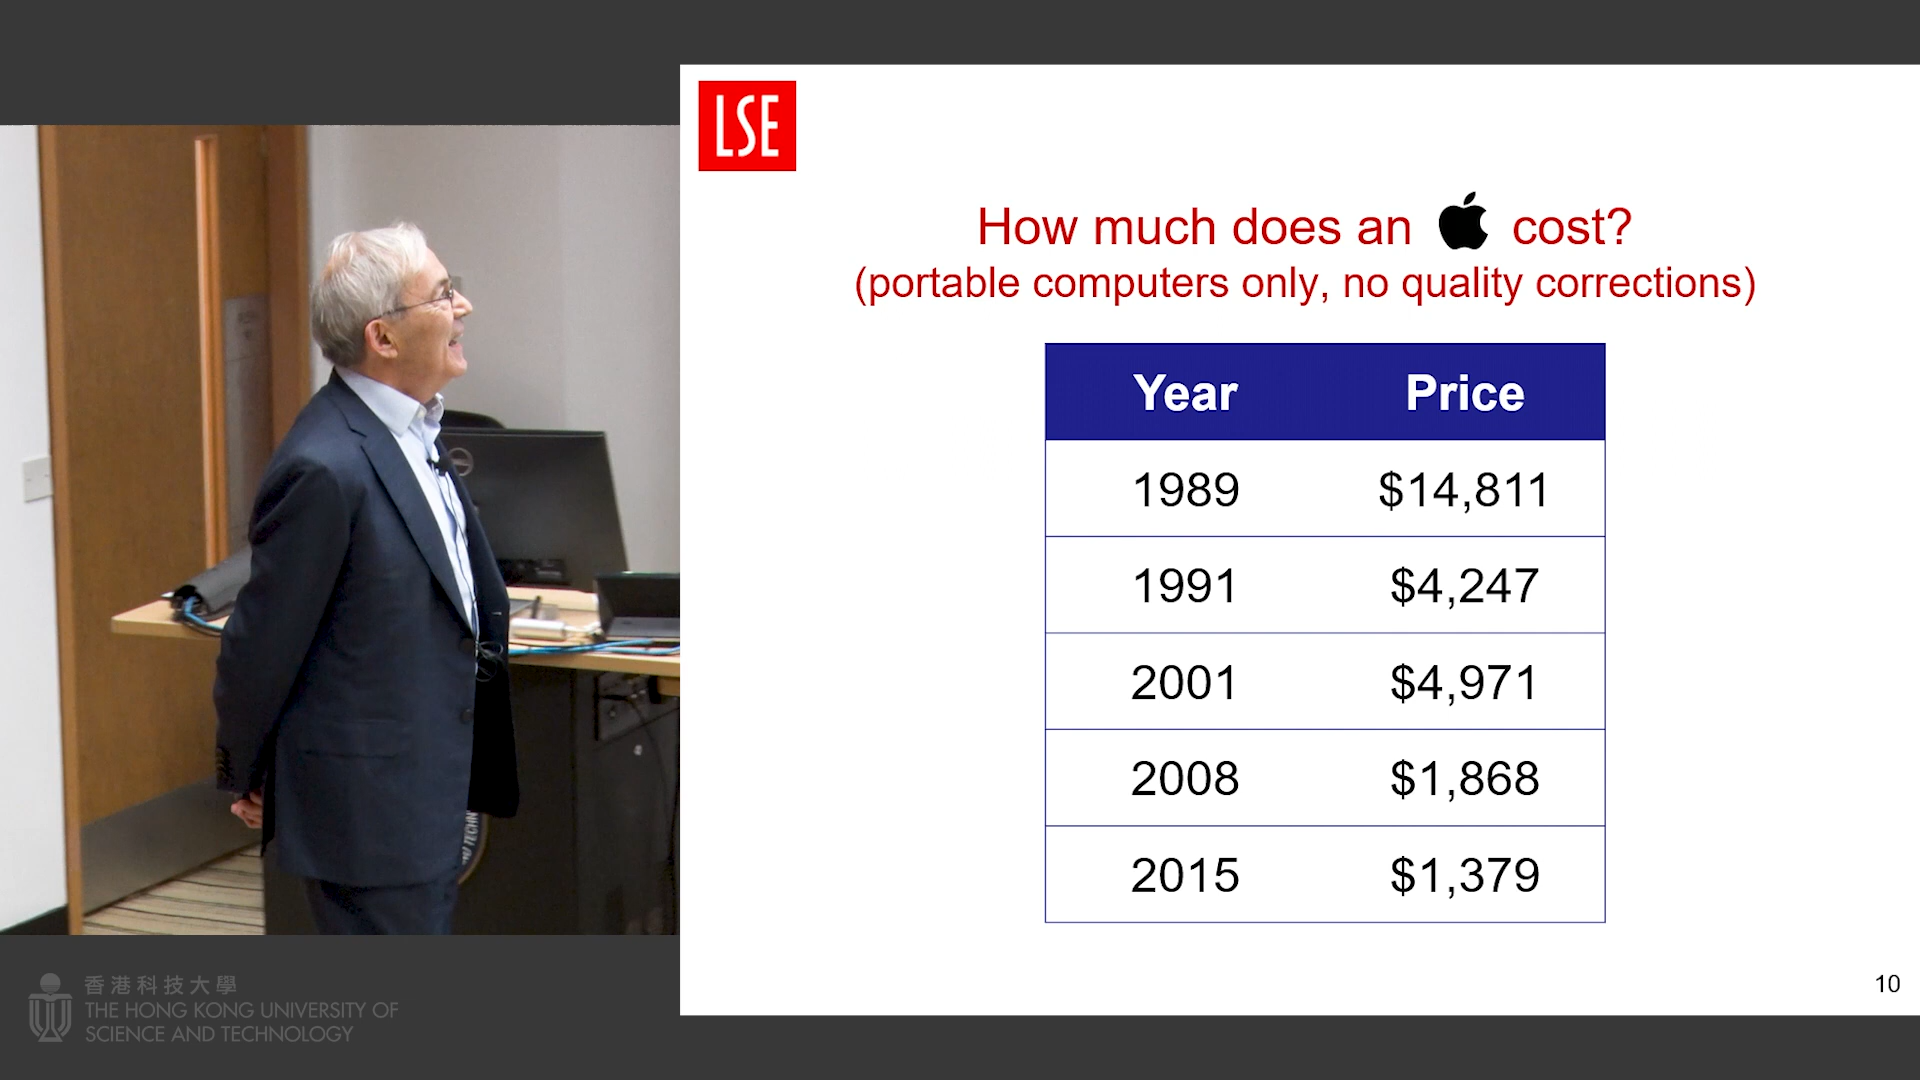 LSE
How much does an cost?
(portable computers only, no quality corrections)
Year Price
1989 $14,811
1991 $4,247
2001 $4,971
2008 $1,868
2015 $1,379
10
香港科技大學
THE HONG KONG UNIVERSITY OF
SCIENCE AND TECHNOLOGY